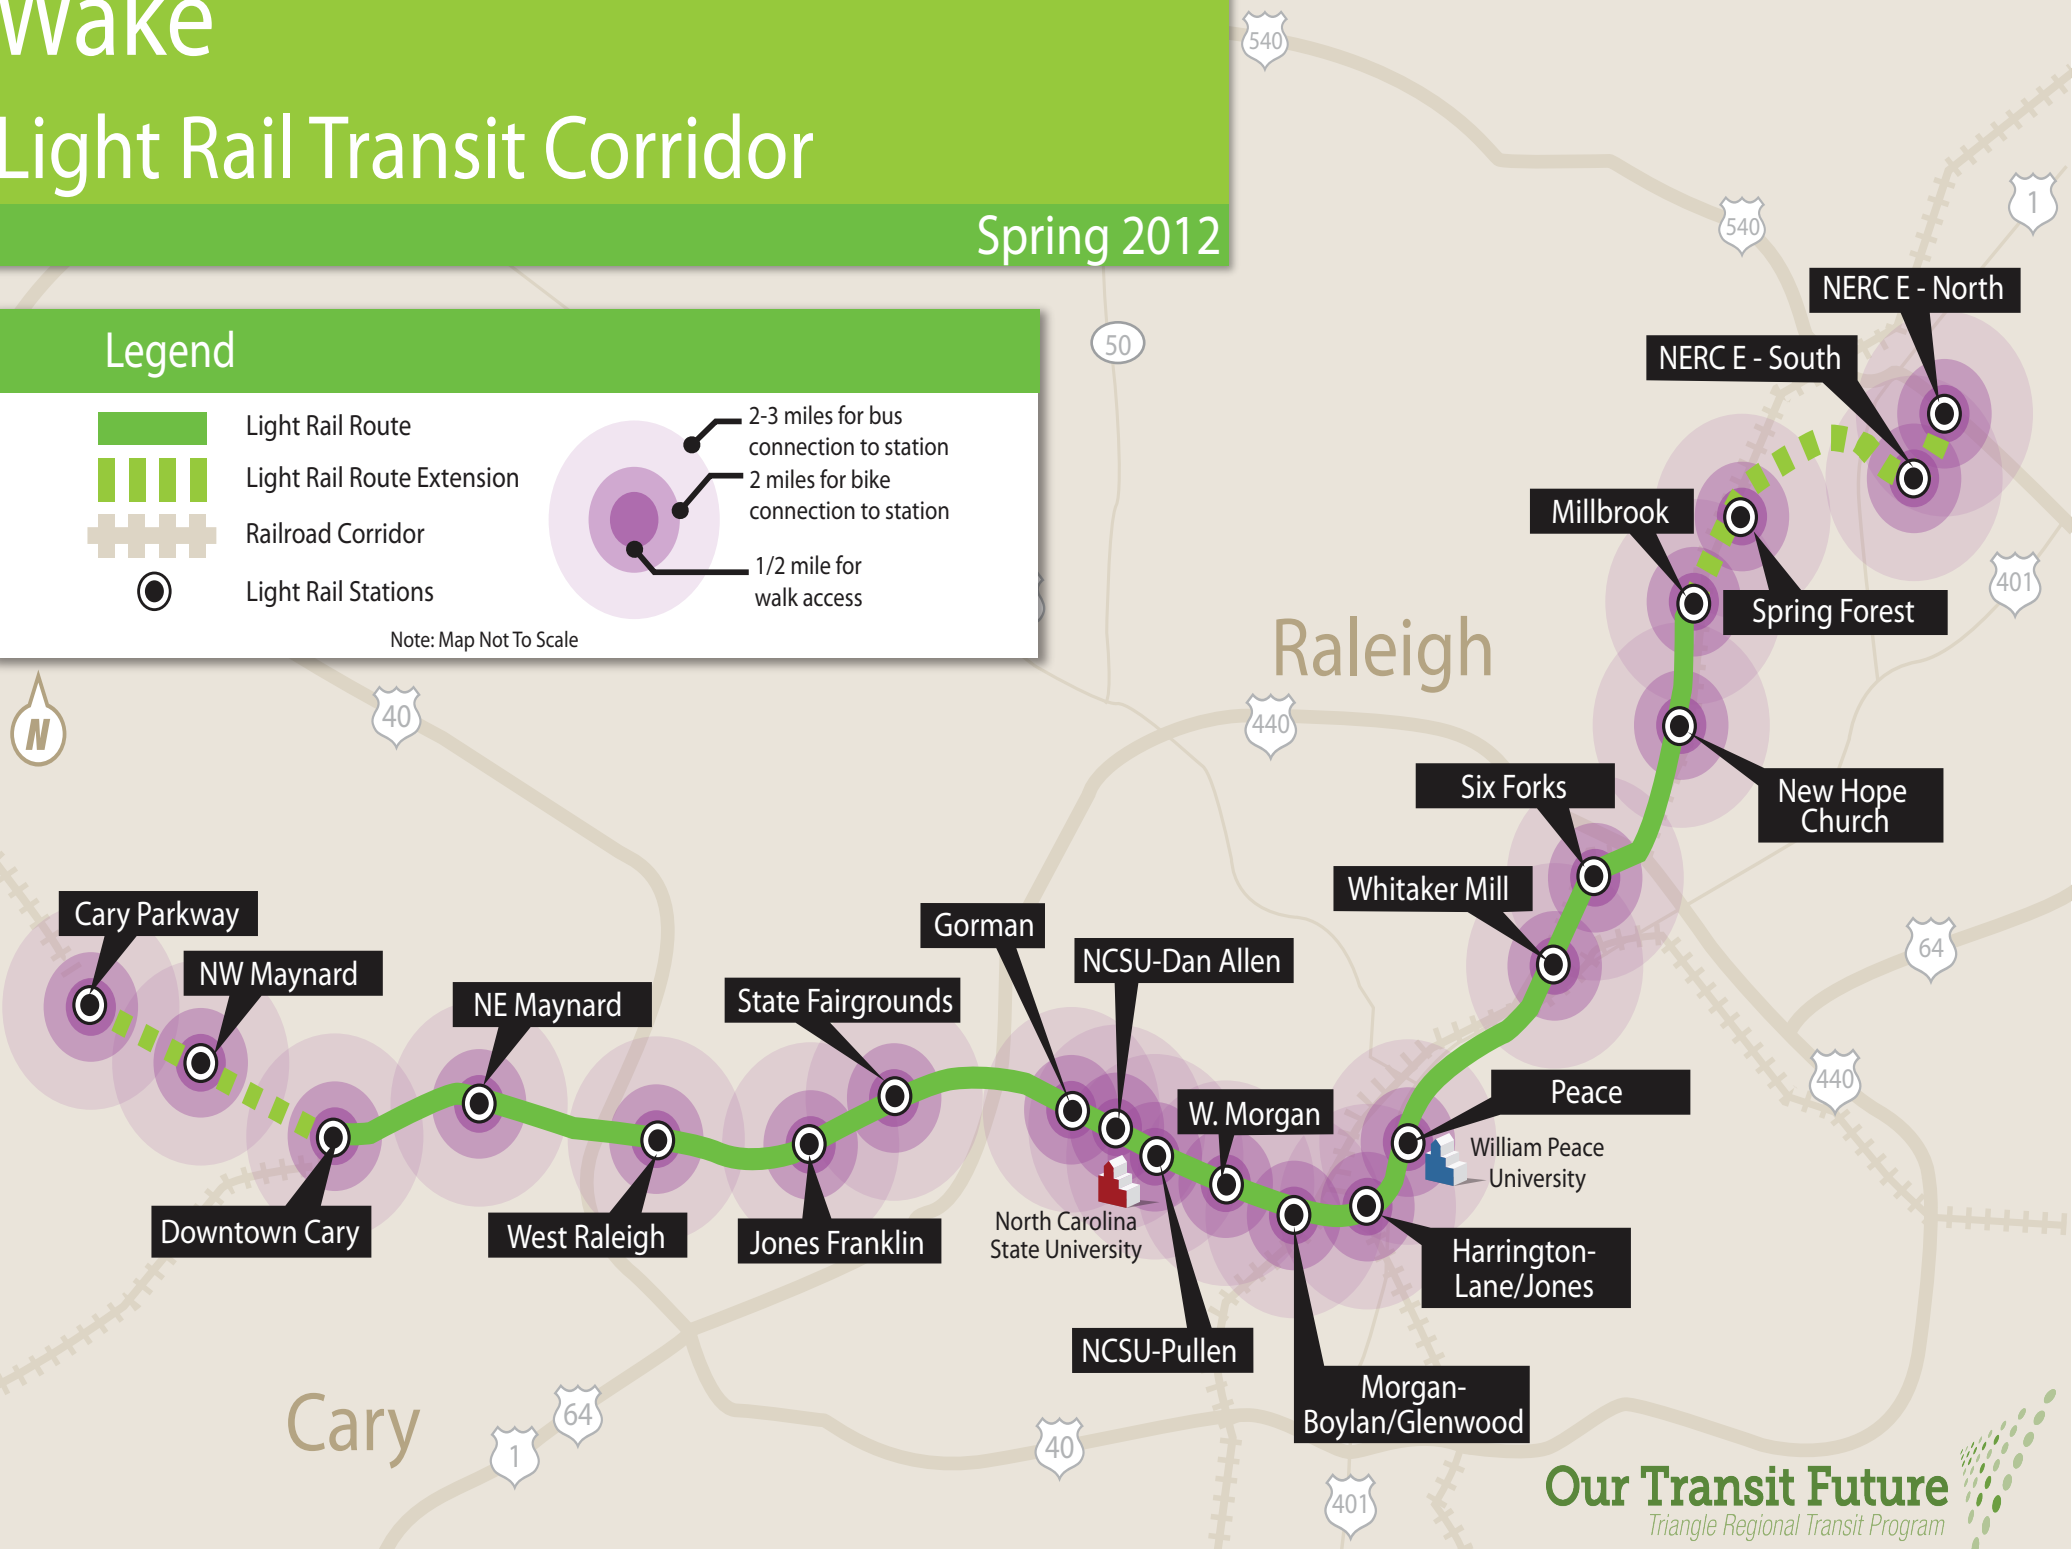 Wake
Light Rail Transit Corridor
Spring 2012
Legend
Light Rail Route
Light Rail Route Extension
Railroad Corridor
Light Rail Stations
2-3 miles for bus
connection to station
2 miles for bike
connection to station
1/2 mile for
walk access
Note: Map Not To Scale
N
540
540
1
50
NERC E - North
NERC E - South
Millbrook
Spring Forest
401
Raleigh
40
440
Six Forks
New Hope
Church
Whitaker Mill
64
Cary Parkway
NW Maynard
NE Maynard
State Fairgrounds
Gorman
NCSU-Dan Allen
W. Morgan
Peace
440
William Peace
University
Downtown Cary
West Raleigh
Jones Franklin
North Carolina
State University
Harrington-
Lane/Jones
NCSU-Pullen
Morgan-
Boylan/Glenwood
Cary
64
1
40
401
Our Transit Future
Triangle Regional Transit Program